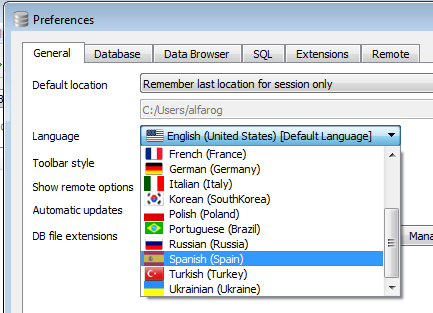 Preferences
General Database Data Browser SQL Extensions Remote
Default location Remember last location for session only
C:/Users/alfarog
Language English (United States) [Default Language]
French (France)
Toolbar style German (Germany)
Italian (Italy)
Show remote options Korean (SouthKorea)
Automatic updates Polish (Poland)
Portuguese (Brazil)
DB file extensions Russian (Russia) Mana
Spanish (Spain)
Turkish (Turkey)
Ukrainian (Ukraine)